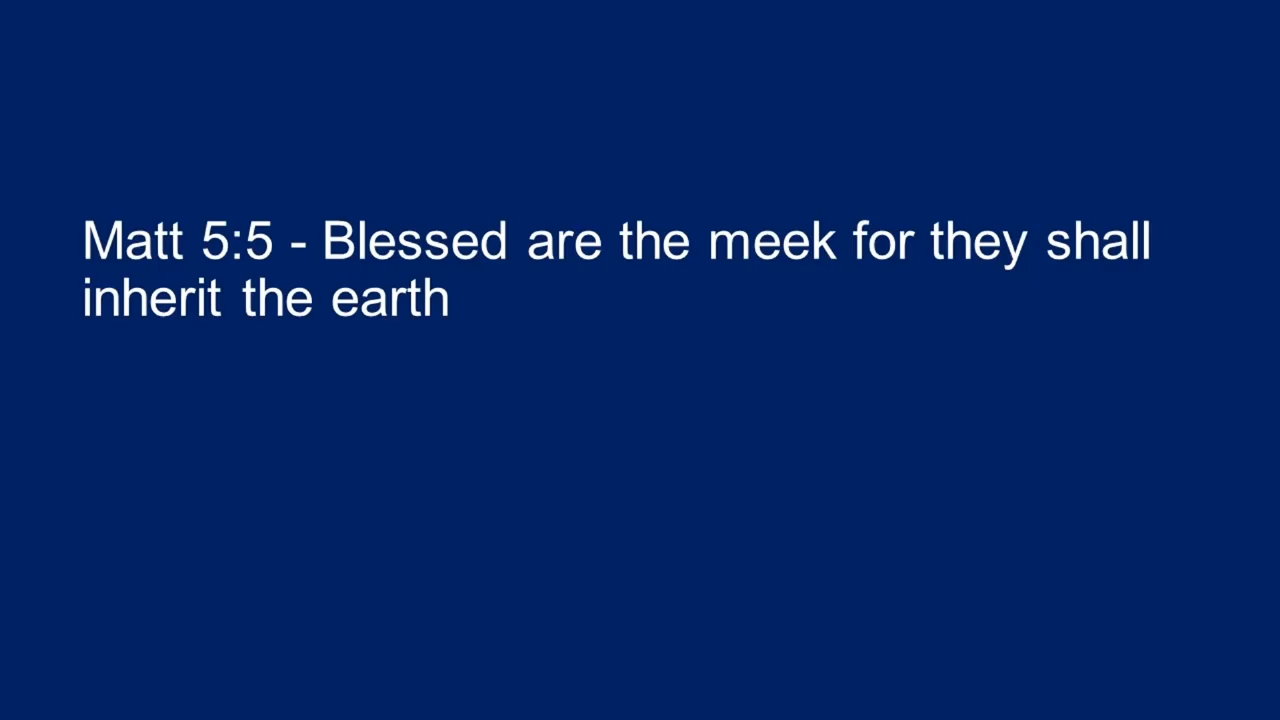 Matt 5:5 - Blessed are the meek for they shall
inherit the earth